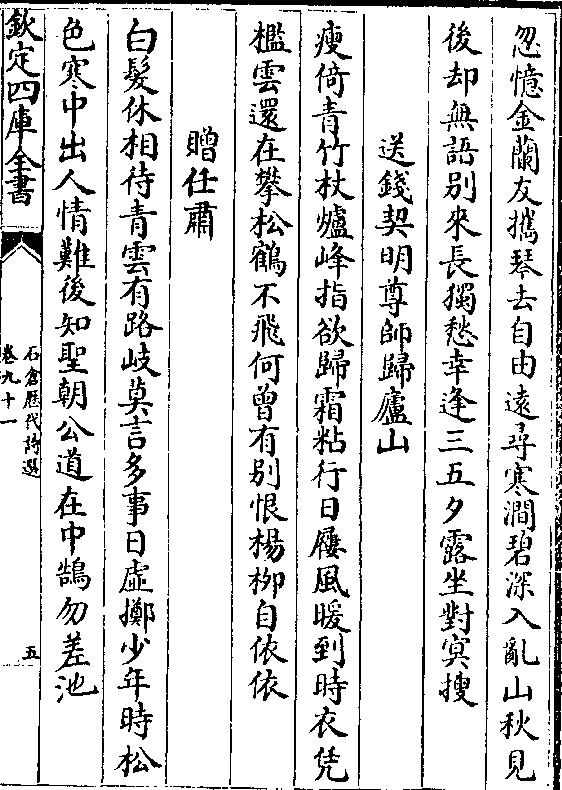 忽憶金蘭友攜琴去自由遠尋寒澗碧深入亂山秋見
後却無語別來長獨愁幸逢三五夕露坐對冥搜
送錢契明尊師歸廬山
瘦倚青竹杖爐峰指欲歸霜粘行日屨風暖到時衣凭
檻雲還在攀松鶴不飛何曾有別恨楊柳自依依
贈任肅
白髮休相待青雲有路岐莫言多事日虛擲少年時松
色寒中出人情難後知聖朝公道在中鵠勿差池
欽定四庫全書
石倉歷代詩選
卷九十一
五